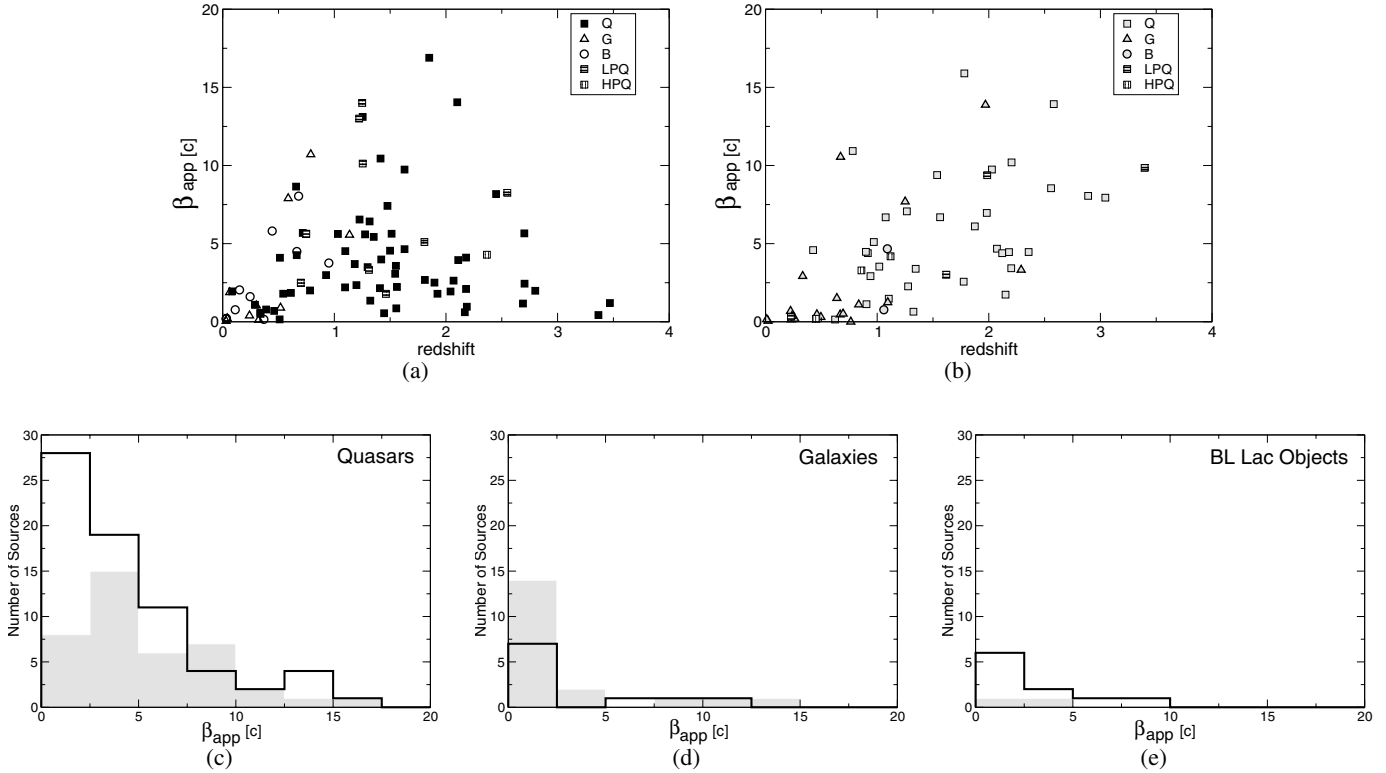 20
15
10
5
0
β app [c]
0 1 2 3 4
redshift
Q
G
B
LPQ
HPQ
(a)
20
15
10
5
0
β app [c]
0 1 2 3 4
redshift
Q
G
B
LPQ
HPQ
(b)
30
25
20
15
10
5
0
Number of Sources
Quasars
0 5 10 15 20
βapp [c]
(c)
30
25
20
15
10
5
0
Number of Sources
Galaxies
0 5 10 15 20
βapp [c]
(d)
30
25
20
15
10
5
0
Number of Sources
BL Lac Objects
0 5 10 15 20
βapp [c]
(e)